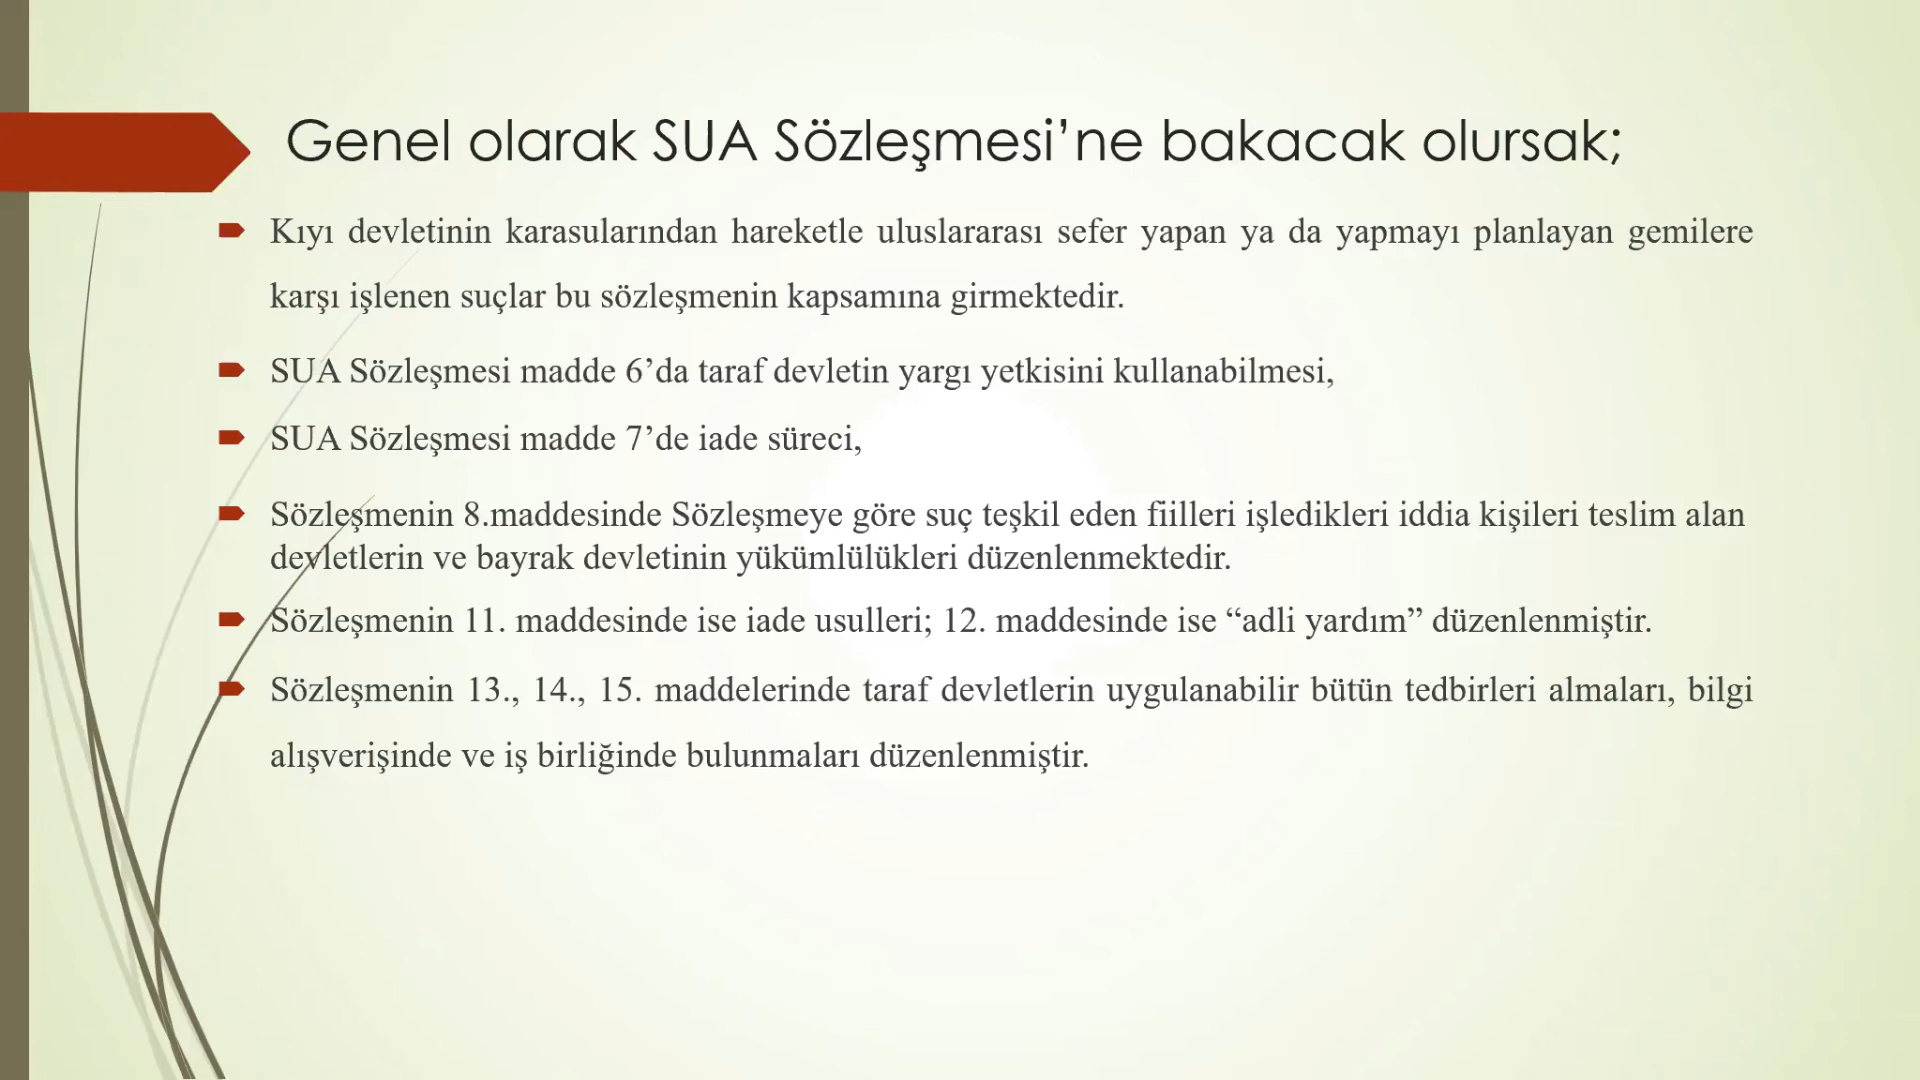 Genel olarak SUA Sözleşmesi’ne bakacak olursak;
Kıyı devletinin karasularından hareketle uluslararası sefer yapan ya da yapmayı planlayan gemilere
karşı işlenen suçlar bu sözleşmenin kapsamına girmektedir.
SUA Sözleşmesi madde 6’da taraf devletin yargı yetkisini kullanabilmesi,
SUA Sözleşmesi madde 7’de iade süreci,
Sözleşmenin 8.maddesinde Sözleşmeye göre suç teşkil eden fiilleri işledikleri iddia kişileri teslim alan
devletlerin ve bayrak devletinin yükümlülükleri düzenlenmektedir.
Sözleşmenin 11. maddesinde ise iade usulleri; 12. maddesinde ise “adli yardım” düzenlenmiştir.
Sözleşmenin 13., 14., 15. maddelerinde taraf devletlerin uygulanabilir bütün tedbirleri almaları, bilgi
alışverişinde ve iş birliğinde bulunmaları düzenlenmiştir.